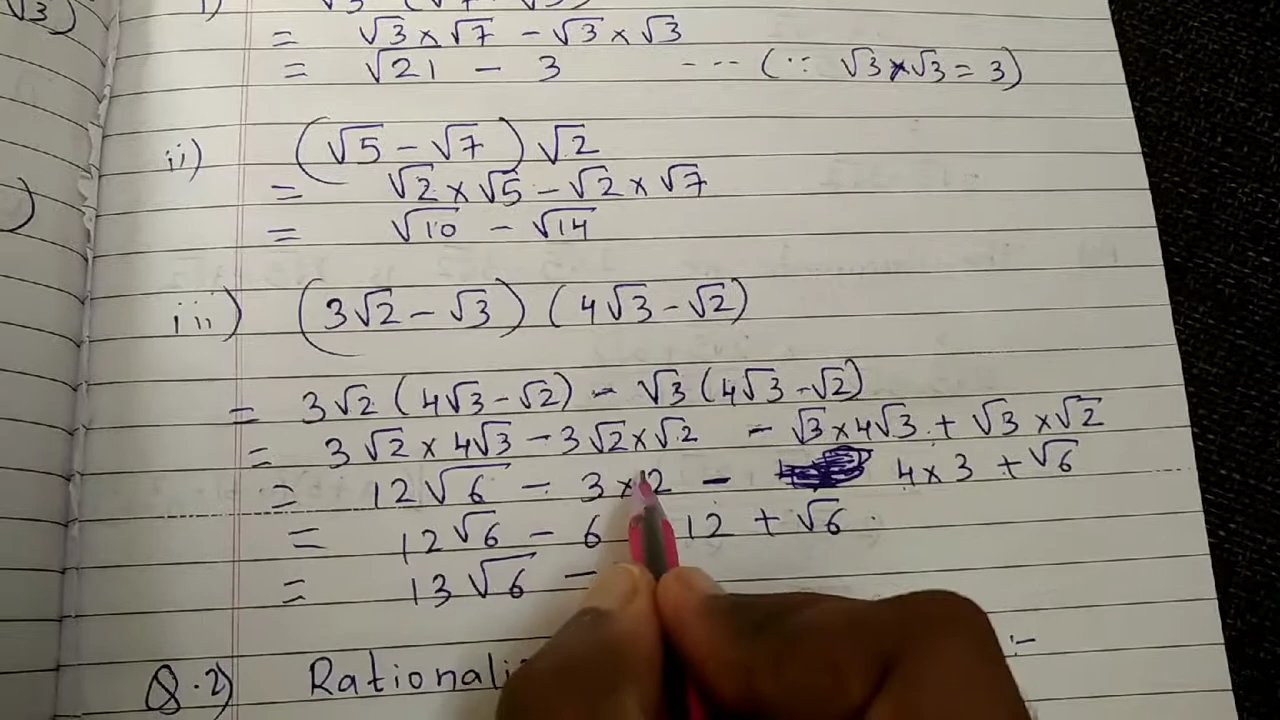 √3)
= √3 × √7 - √3 × √3
= √21 - 3 --- (∵ √3 × √3 = 3)
ii) (√5 - √7) √2
= √2 × √5 - √2 × √7
= √10 - √14
iii) (3√2 - √3) (4√3 - √2)
= 3√2 (4√3 - √2) - √3 (4√3 - √2)
= 3√2 × 4√3 - 3√2 × √2 - √3 × 4√3 + √3 × √2
= 12√6 - 3 × 2 - 4 × 3 + √6
= 12√6 - 6 12 + √6
= 13√6 -
Q.2) :-